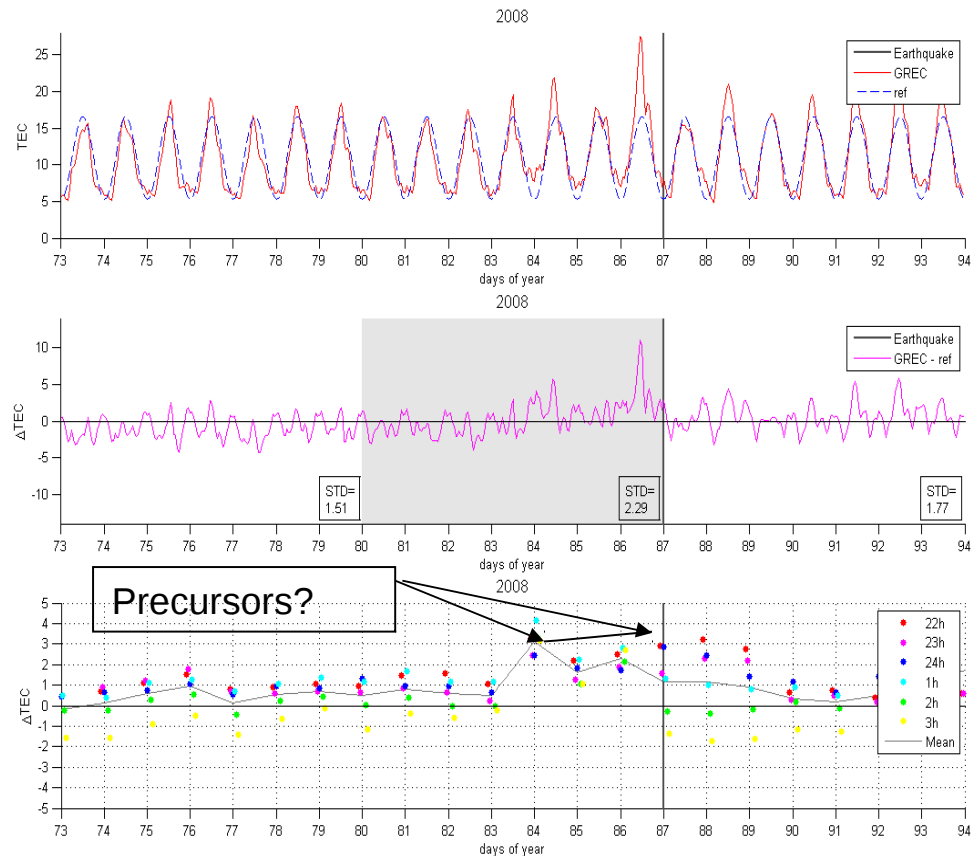 2008
25
20
15
10
5
0
TEC
Earthquake
GREC
ref
73 74 75 76 77 78 79 80 81 82 83 84 85 86 87 88 89 90 91 92 93 94
days of year
2008
10
5
0
-5
-10
ΔTEC
Earthquake
GREC - ref
STD=
1.51
STD=
2.29
STD=
1.77
73 74 75 76 77 78 79 80 81 82 83 84 85 86 87 88 89 90 91 92 93 94
days of year
2008
Precursors?
5
4
3
2
1
0
-1
-2
-3
-4
-5
ΔTEC
22h
23h
24h
1h
2h
3h
Mean
73 74 75 76 77 78 79 80 81 82 83 84 85 86 87 88 89 90 91 92 93 94
days of year